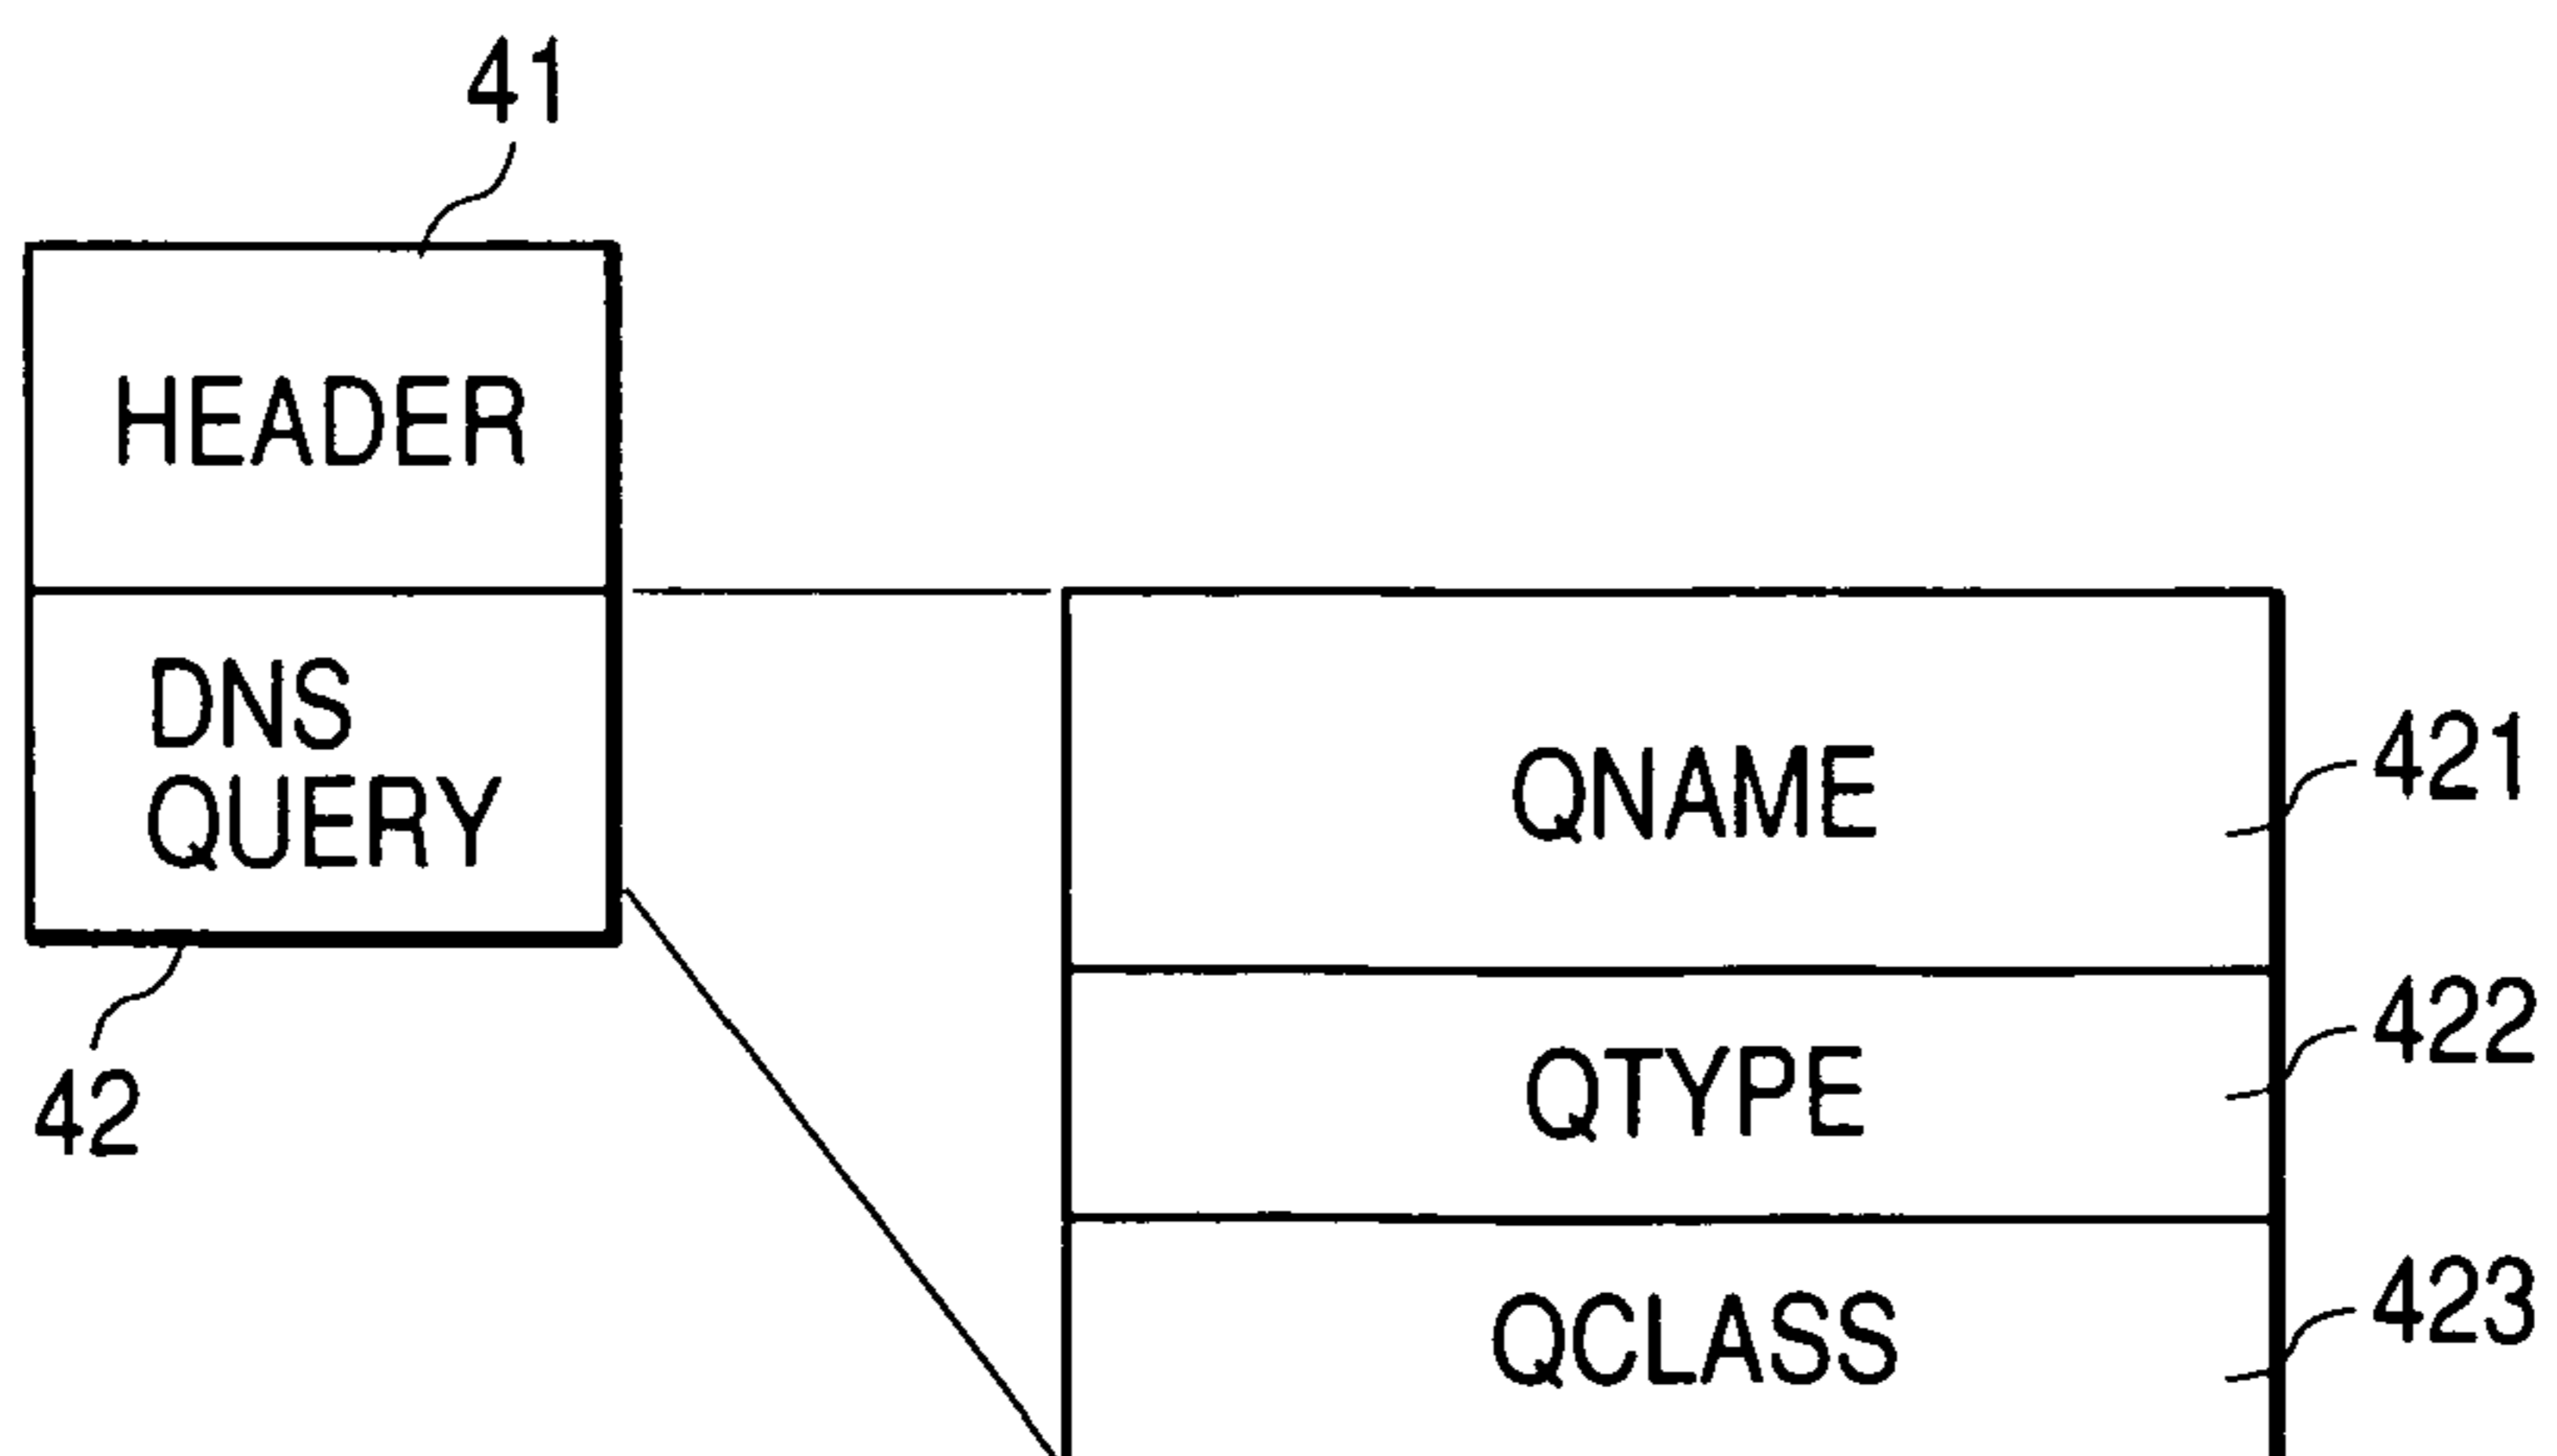 41
HEADER
DNS
QUERY
42
QNAME
421
QTYPE
422
QCLASS
423